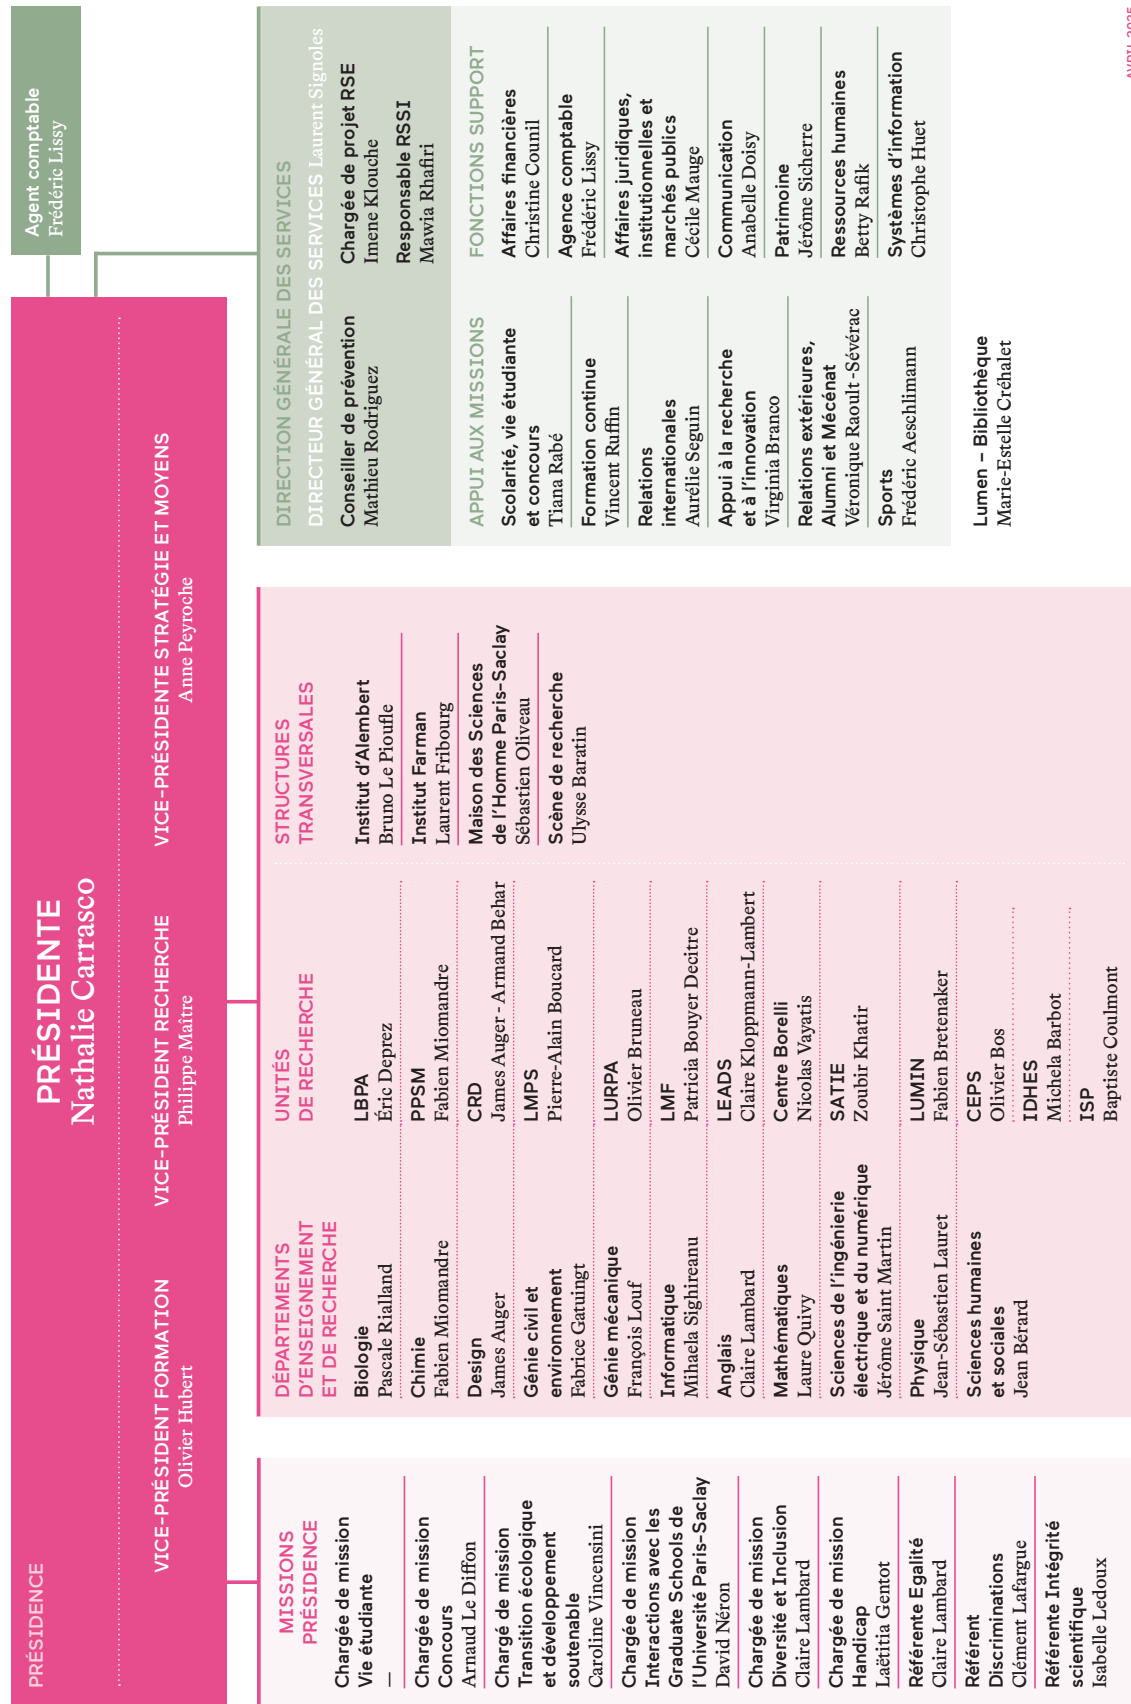 PRÉSIDENCE
PRÉSIDENTE
Nathalie Carrasco
VICE-PRÉSIDENT FORMATION
Olivier Hubert
VICE-PRÉSIDENT RECHERCHE
Philippe Maître
VICE-PRÉSIDENTE STRATÉGIE ET MOYENS
Anne Peyroche
Agent comptable
Frédéric Lissy
MISSIONS
PRÉSIDENCE
Chargée de mission
Vie étudiante
—
Chargée de mission
Concours
Arnaud Le Diffon
Chargé de mission
Transition écologique
et développement
soutenable
Caroline Vincensini
Chargée de mission
Interactions avec les
Graduate Schools de
l'Université Paris-Saclay
David Néron
Chargée de mission
Diversité et Inclusion
Claire Lambard
Chargée de mission
Handicap
Laëtitia Gentot
Référente Egalité
Claire Lambard
Référent
Discriminations
Clément Lafargue
Référente Intégrité
scientifique
Isabelle Ledoux
DÉPARTEMENTS
D'ENSEIGNEMENT
ET DE RECHERCHE
Biologie
Pascale Rialland
Chimie
Fabien Miomandre
Design
James Auger
Génie civil et
environnement
Fabrice Gatuingt
Génie mécanique
François Louf
Informatique
Mihaela Sighireanu
Anglais
Claire Lambard
Mathématiques
Laure Quivy
Sciences de l'ingénierie
électrique et du numérique
Jérôme Saint Martin
Physique
Jean-Sébastien Lauret
Sciences humaines
et sociales
Jean Bérard
UNITÉS
DE RECHERCHE
LBPA
Éric Deprez
PPSM
Fabien Miomandre
CRD
James Auger - Armand Behar
LMPS
Pierre-Alain Boucard
LURPA
Olivier Bruneau
LMF
Patricia Bouyer Decitre
LEADS
Claire Kloppmann-Lambert
Centre Borelli
Nicolas Vayatis
SATIE
Zoubir Khatir
LUMIN
Fabien Bretenaker
CEPS
Olivier Bos
IDHES
Michela Barbot
ISP
Baptiste Coulmont
STRUCTURES
TRANSVERSALES
Institut d'Alembert
Bruno Le Pioufle
Institut Farman
Laurent Fribourg
Maison des Sciences
de l'Homme Paris-Saclay
Sébastien Oliveau
Scène de recherche
Ulysse Baratin
DIRECTION GÉNÉRALE DES SERVICES
DIRECTEUR GÉNÉRAL DES SERVICES Laurent Signoles
Conseiller de prévention
Mathieu Rodriguez
Chargée de projet RSE
Imene Klouche
Responsable RSSI
Mawia Rhafiri
APPUI AUX MISSIONS
Scolarité, vie étudiante
et concours
Tiana Rabé
Formation continue
Vincent Ruffin
Relations
internationales
Aurélie Seguin
Appui à la recherche
et à l'innovation
Virginia Branco
Relations extérieures,
Alumni et Mécénat
Véronique Raoult -Sévérac
Sports
Frédéric Aeschlimann
FONCTIONS SUPPORT
Affaires financières
Christine Counil
Agence comptable
Frédéric Lissy
Affaires juridiques,
institutionnelles et
marchés publics
Cécile Mauge
Communication
Anabelle Doisy
Patrimoine
Jérôme Sicherre
Ressources humaines
Betty Rafik
Systèmes d'information
Christophe Huet
Lumen – Bibliothèque
Marie-Estelle Créhalet
AVRIL 2025